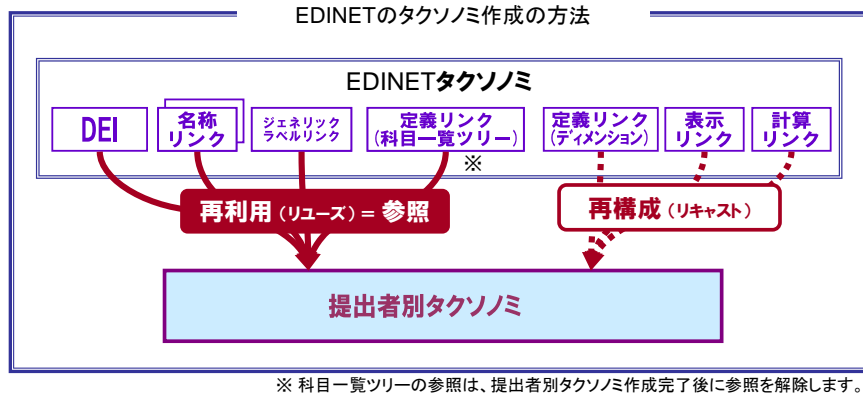 EDINETのタクソノミ作成の方法
EDINETタクソノミ
DEI
名称
リンク
ジェネリック
ラベルリンク
定義リンク
(科目一覧ツリー)
定義リンク
(ディメンション)
表示
リンク
計算
リンク
※
再利用(リユーズ)= 参照
再構成(リキャスト)
提出者別タクソノミ
※ 科目一覧ツリーの参照は、提出者別タクソノミ作成完了後に参照を解除します。